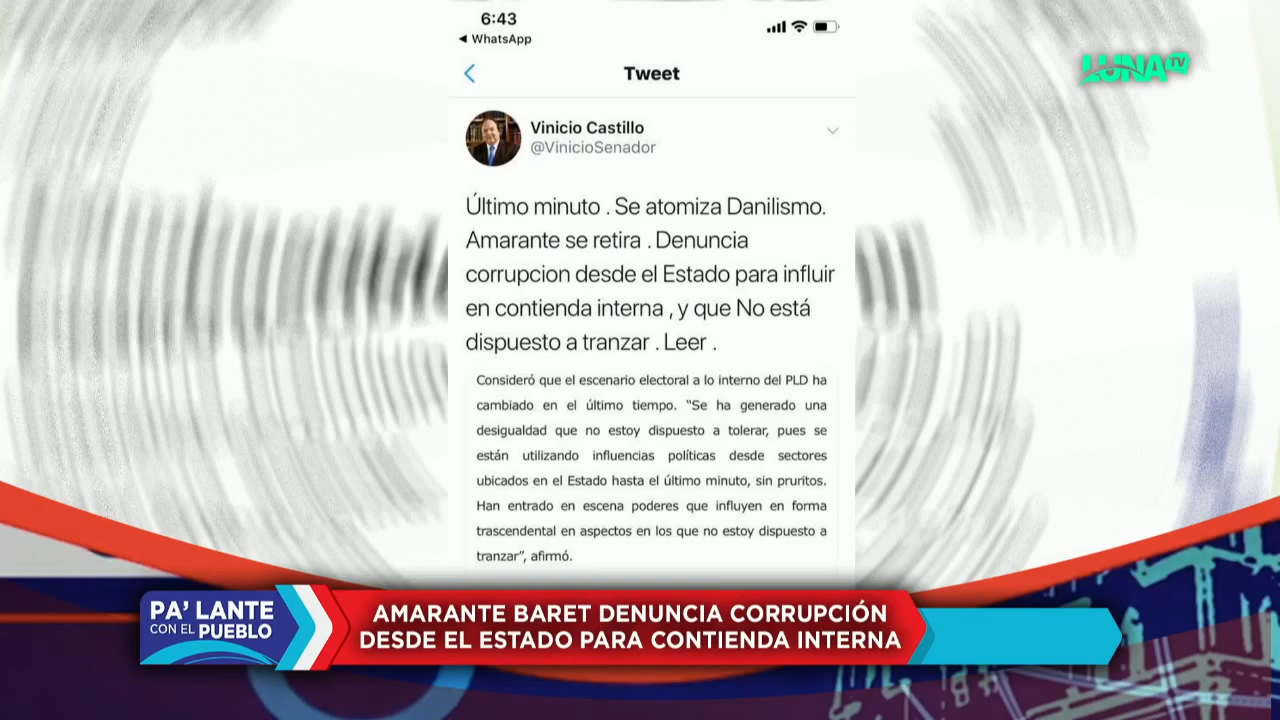 6:43
WhatsApp
Tweet
LUNA TV
Vinicio Castillo
@VinicioSenador
Último minuto . Se atomiza Danilismo.
Amarante se retira . Denuncia
corrupcion desde el Estado para influir
en contienda interna , y que No está
dispuesto a tranzar . Leer .
Consideró que el escenario electoral a lo interno del PLD ha
cambiado en el último tiempo. “Se ha generado una
desigualdad que no estoy dispuesto a tolerar, pues se
están utilizando influencias políticas desde sectores
ubicados en el Estado hasta el último minuto, sin pruritos.
Han entrado en escena poderes que influyen en forma
trascendental en aspectos en los que no estoy dispuesto a
tranzar”, afirmó.
PA’ LANTE
CON EL PUEBLO
AMARANTE BARET DENUNCIA CORRUPCIÓN
DESDE EL ESTADO PARA CONTIENDA INTERNA